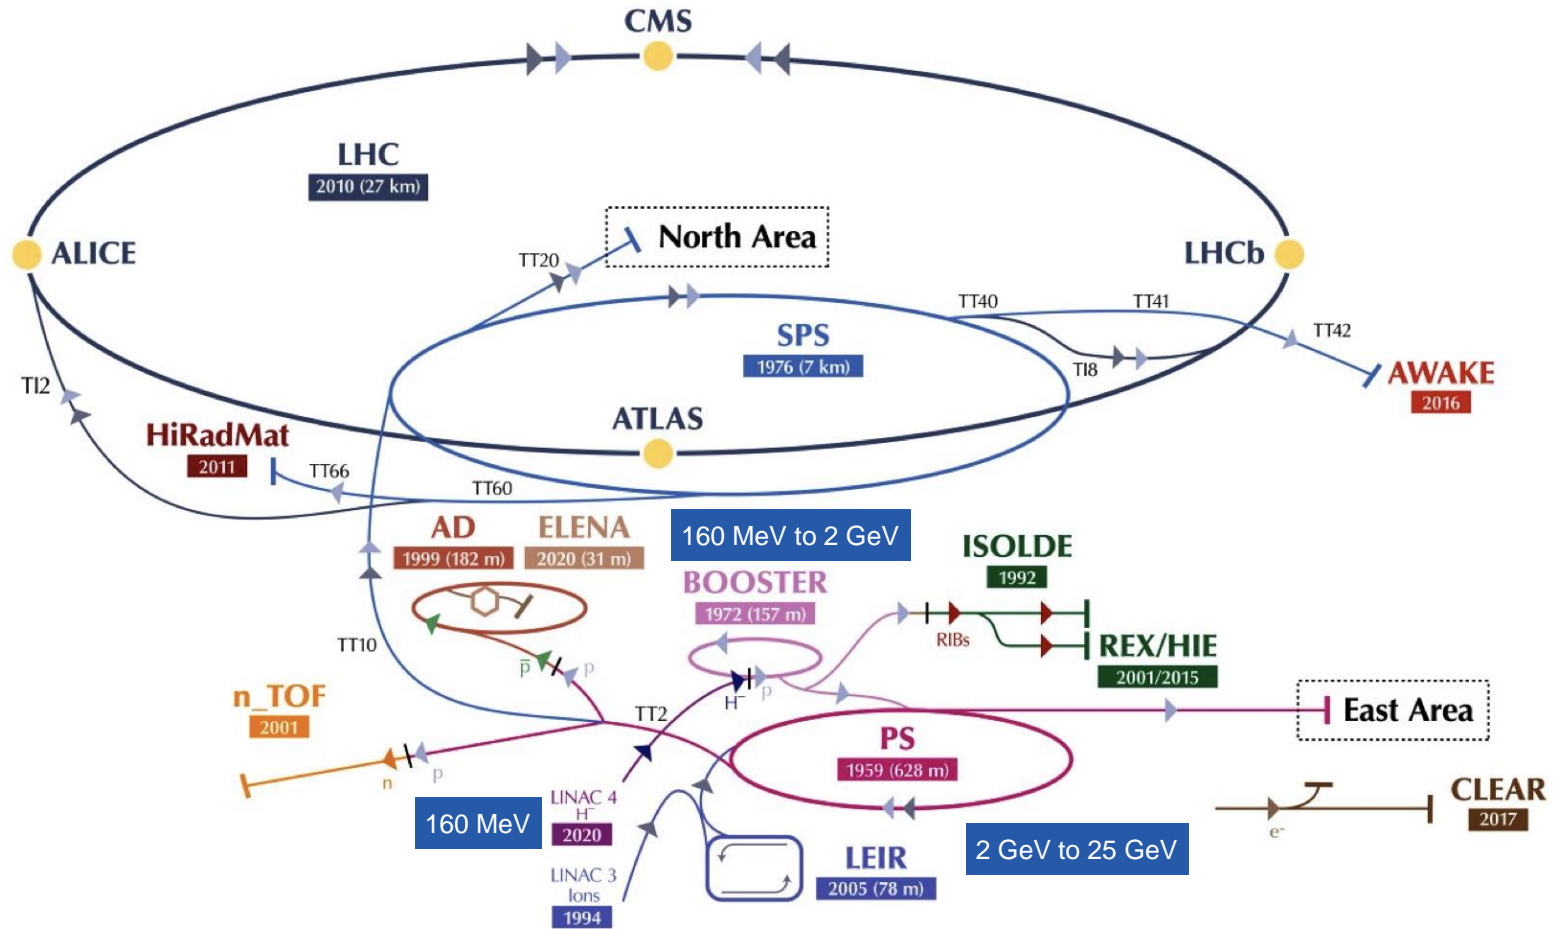 CMS
LHC
2010 (27 km)
North Area
ALICE
LHCb
TT20
TT40
TT41
TT42
SPS
1976 (7 km)
TI8
TI2
AWAKE
2016
ATLAS
HiRadMat
2011
TT66
TT60
AD
1999 (182 m)
ELENA
2020 (31 m)
160 MeV to 2 GeV
ISOLDE
1992
BOOSTER
1972 (157 m)
RIBs
REX/HIE
2001/2015
TT10
p̅
p
H⁻
p
n_TOF
2001
TT2
East Area
PS
1959 (628 m)
n
p
LINAC 4
H⁻
2020
160 MeV
CLEAR
2017
e⁻
2 GeV to 25 GeV
LEIR
2005 (78 m)
LINAC 3
Ions
1994